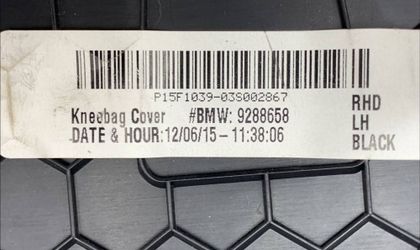 P15F1039-03S002867
Kneebag Cover #BMW: 9288658
DATE & HOUR:12/06/15 - 11:38:06
RHD
LH
BLACK